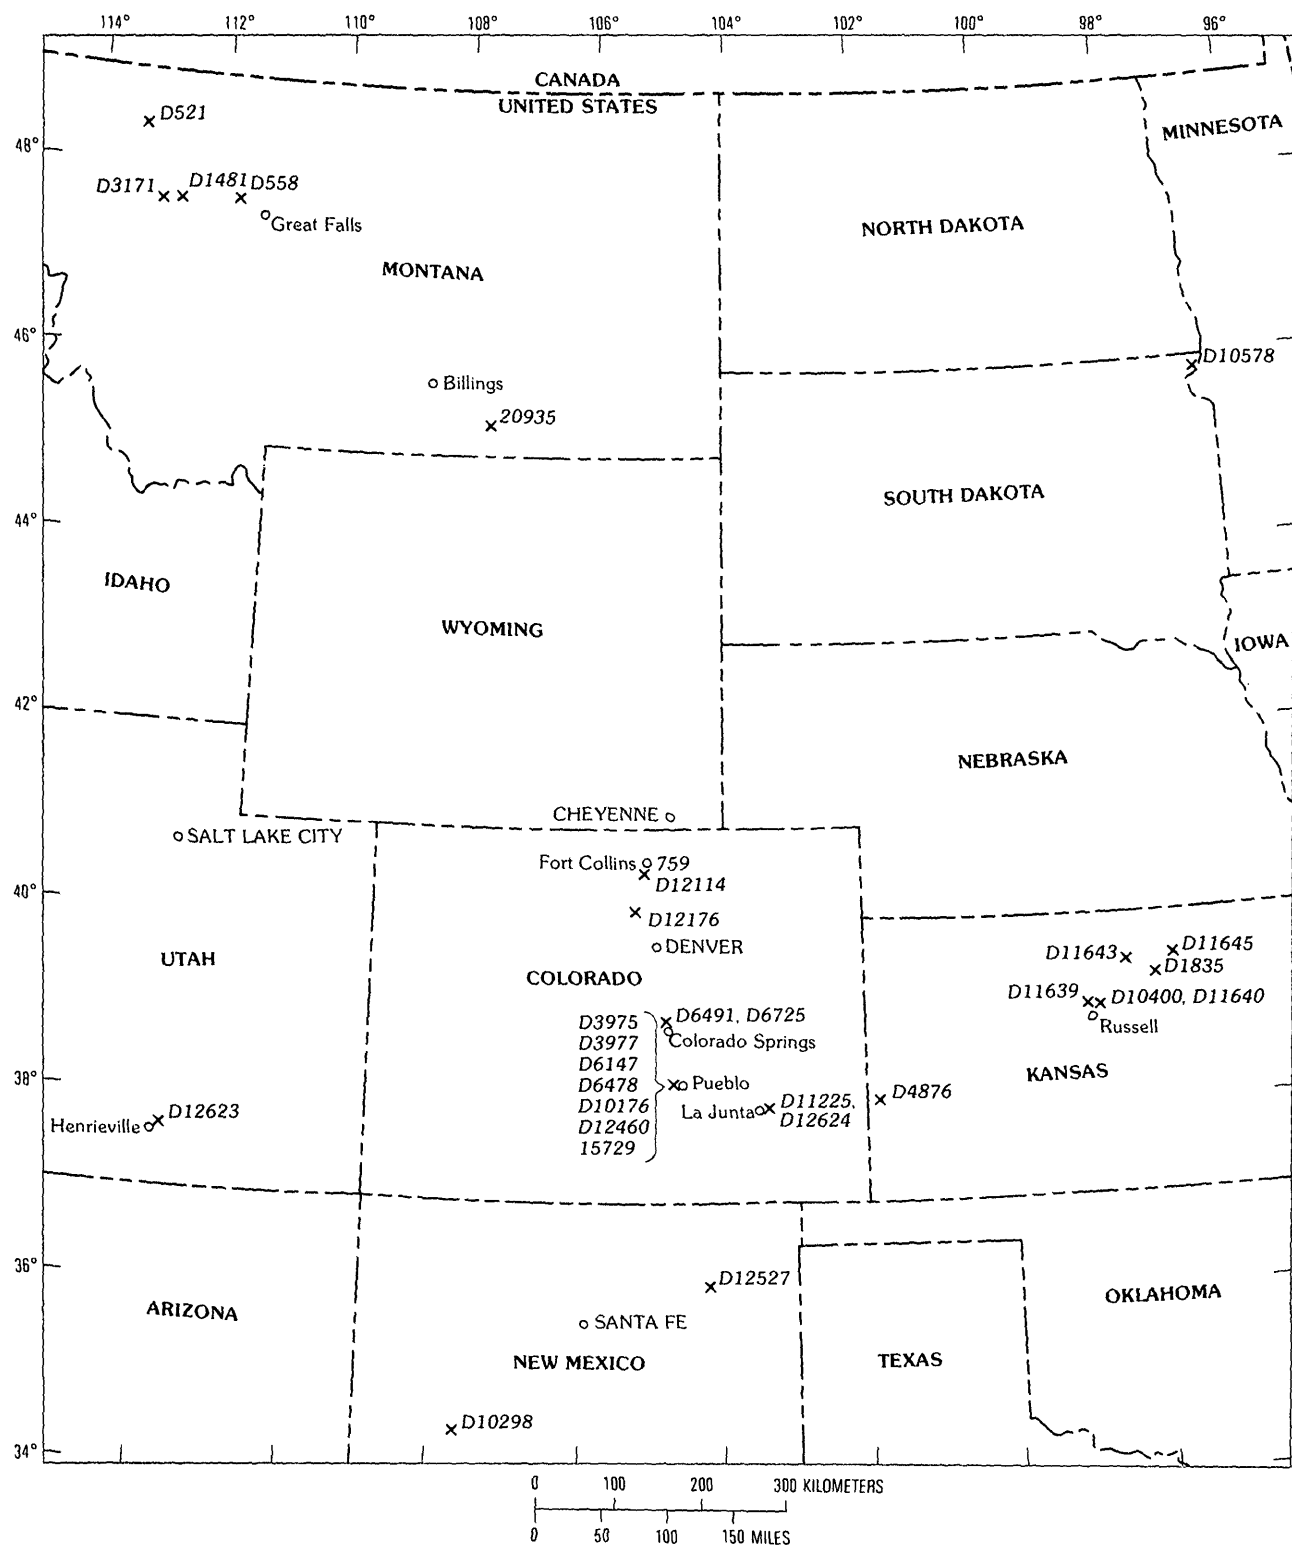 114° 112° 110° 108° 106° 104° 102° 100° 98° 96°
CANADA
UNITED STATES
D521
MINNESOTA
48°
D3171 D1481 D558
Great Falls
NORTH DAKOTA
MONTANA
46°
D10578
Billings
20935
SOUTH DAKOTA
44°
IDAHO
WYOMING
IOWA
42°
NEBRASKA
CHEYENNE
SALT LAKE CITY
Fort Collins 759
D12114
40°
D12176
DENVER
D11643 D11645
D1835
UTAH
COLORADO
D11639 D10400, D11640
Russell
D3975
D3977
D6147
D6478
D10176
D12460
15729
D6491, D6725
Colorado Springs
Pueblo
La Junta D11225,
D12624
D4876
KANSAS
38°
D12623
Henrieville
36°
D12527
ARIZONA
SANTA FE
OKLAHOMA
NEW MEXICO
TEXAS
D10298
34°
0 100 200 300 KILOMETERS
0 50 100 150 MILES